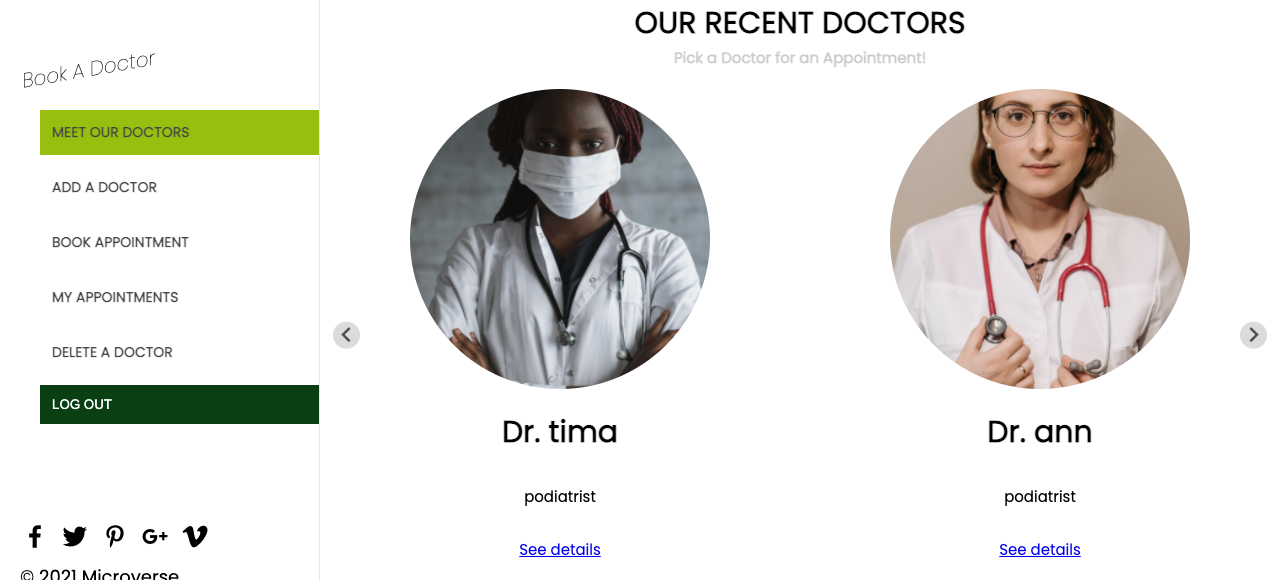 Book A Doctor
MEET OUR DOCTORS
ADD A DOCTOR
BOOK APPOINTMENT
MY APPOINTMENTS
DELETE A DOCTOR
LOG OUT
© 2021 Microverse
OUR RECENT DOCTORS
Pick a Doctor for an Appointment!
Dr. tima
podiatrist
See details
Dr. ann
podiatrist
See details